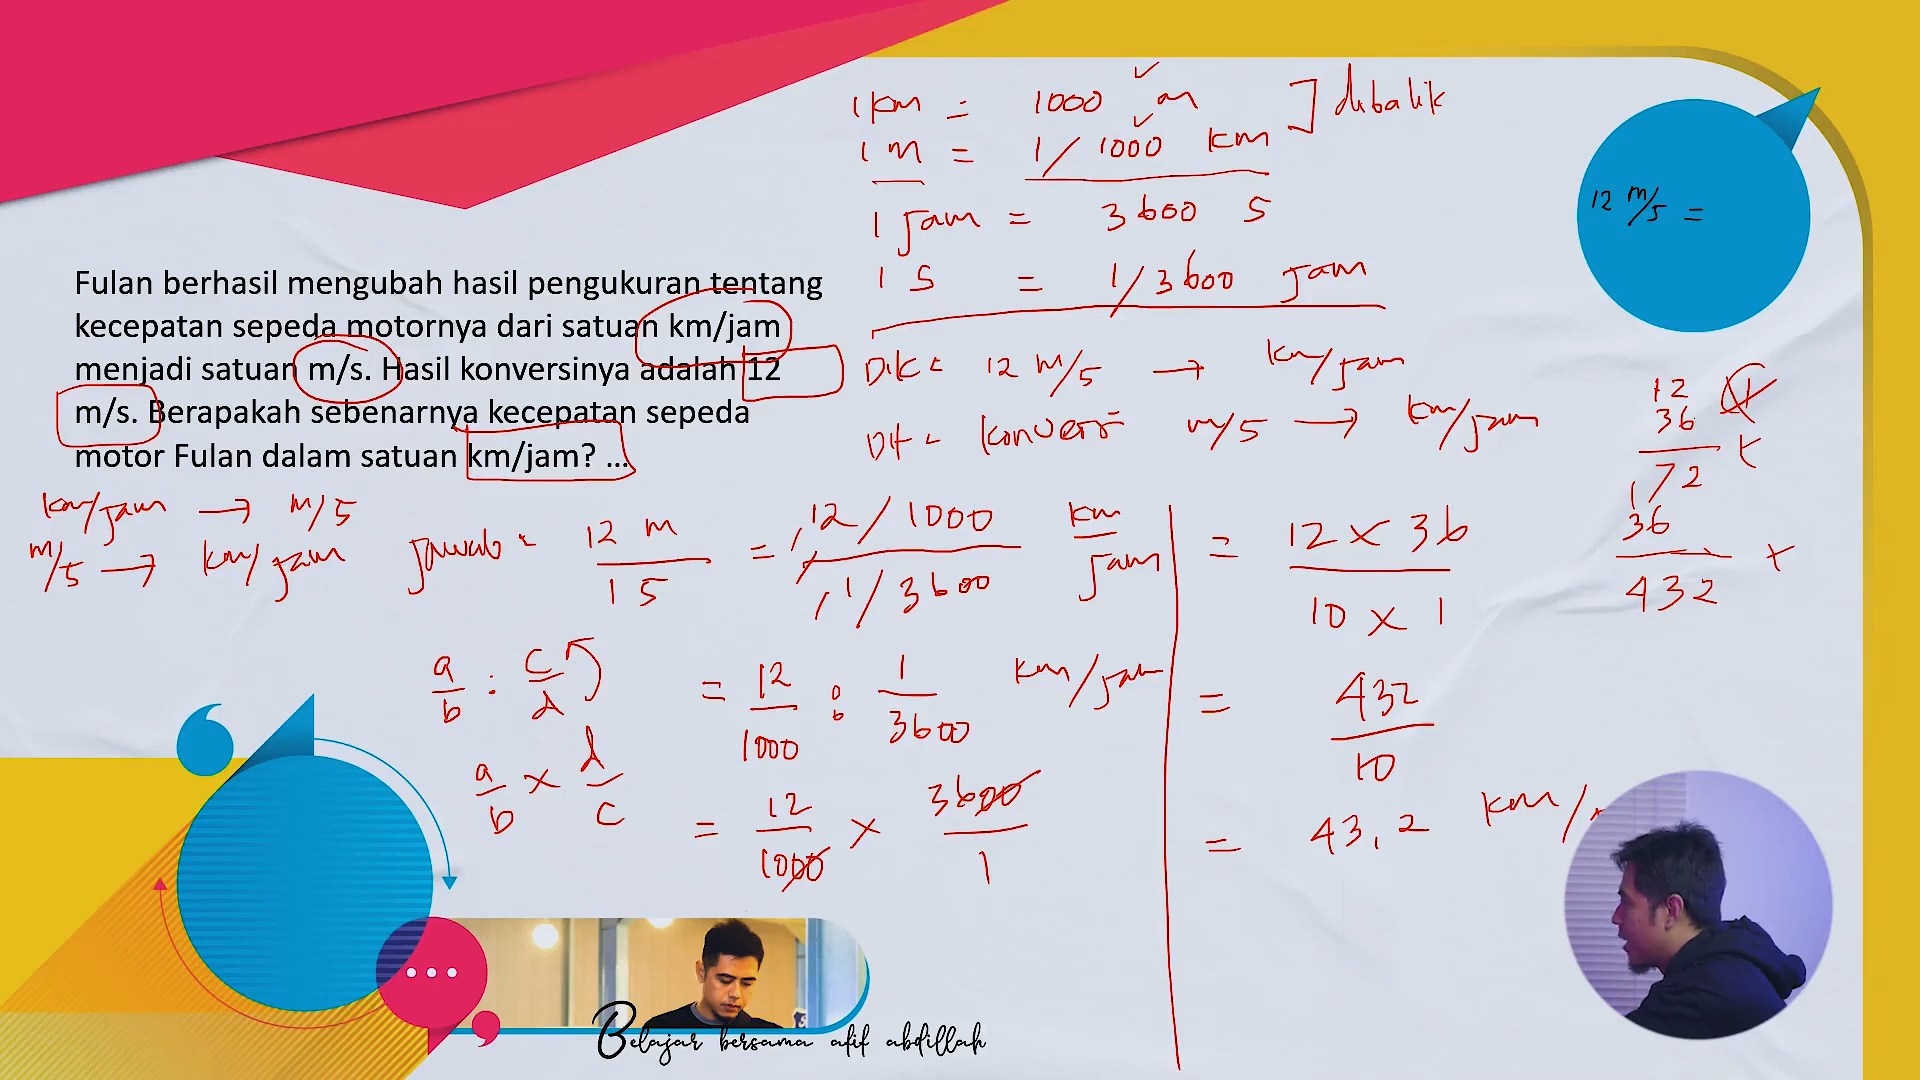 1 km = 1000 m ] dibalik
1 m = 1/1000 km
1 jam = 3600 s
1 s = 1/3600 jam
12 m/s =
Fulan berhasil mengubah hasil pengukuran tentang
kecepatan sepeda motornya dari satuan km/jam
menjadi satuan m/s. Hasil konversinya adalah 12
m/s. Berapakah sebenarnya kecepatan sepeda
motor Fulan dalam satuan km/jam? ...
Dik = 12 m/s → km/jam
Dit = konversi m/s → km/jam
km/jam → m/s
m/s → km/jam
Jawab = 12 m / 1 s = 12/1000 / 1/3600 km/jam
a/b : c/d
= 12/1000 : 1/3600 km/jam
a/b × d/c
= 12/1000 × 3600/1
= 12 × 36 / 10 × 1
= 432 / 10
= 43,2 km/
12
36
72
36
432
Belajar bersama afif abdillah